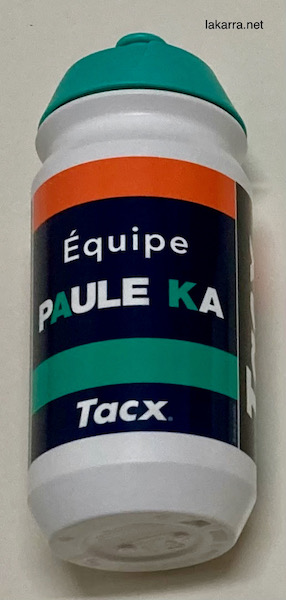 lakarra.net
Équipe
PAULE KA
Tacx